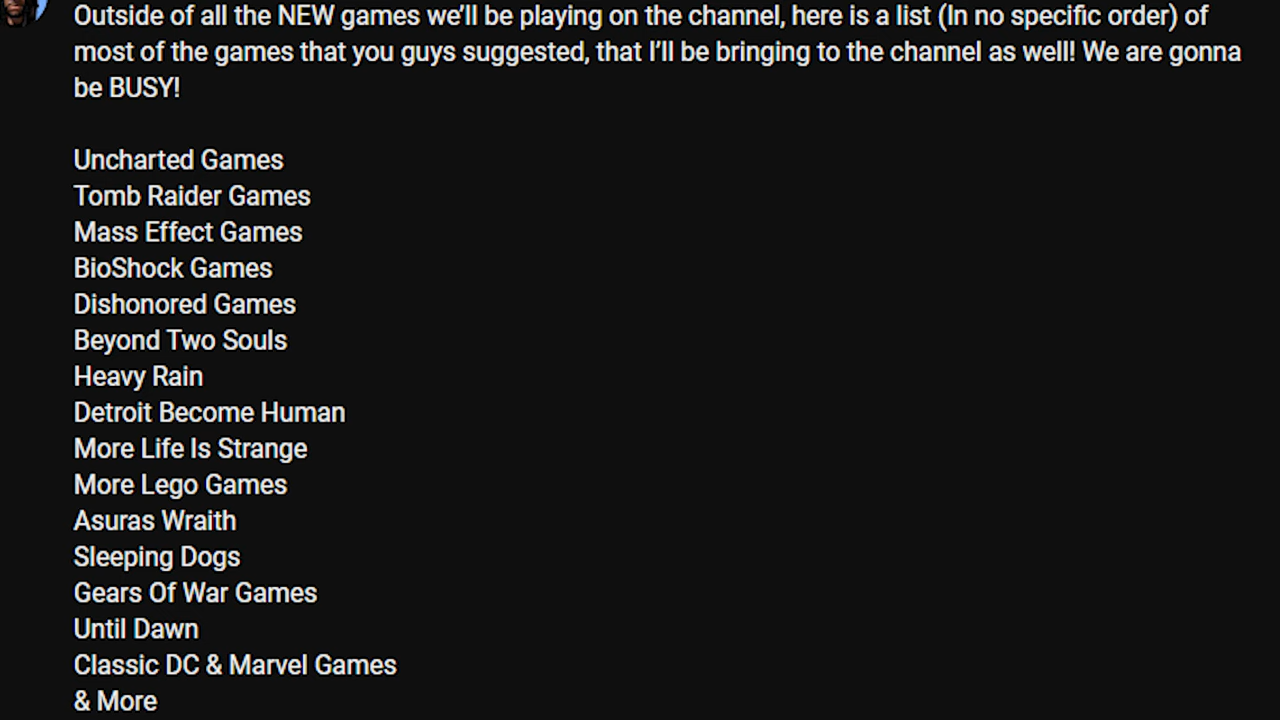 Outside of all the NEW games we’ll be playing on the channel, here is a list (In no specific order) of
most of the games that you guys suggested, that I’ll be bringing to the channel as well! We are gonna
be BUSY!
Uncharted Games
Tomb Raider Games
Mass Effect Games
BioShock Games
Dishonored Games
Beyond Two Souls
Heavy Rain
Detroit Become Human
More Life Is Strange
More Lego Games
Asuras Wraith
Sleeping Dogs
Gears Of War Games
Until Dawn
Classic DC & Marvel Games
& More